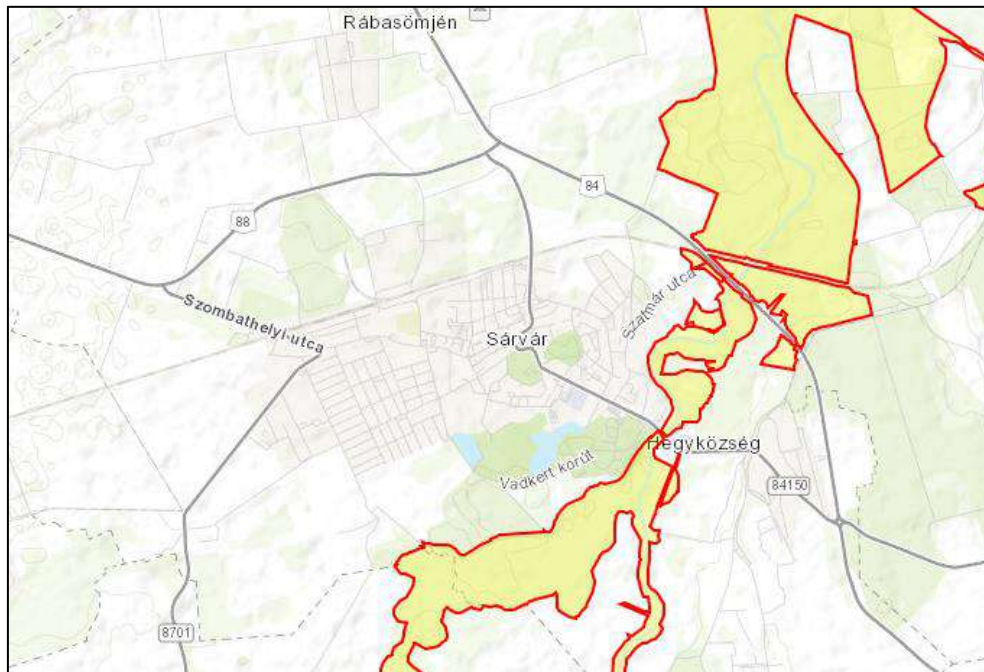 Rábasömjén
84
88
Szombathelyi utca
Szatmár utca
Sárvár
Hegyközség
Vadkert körút
84150
8701